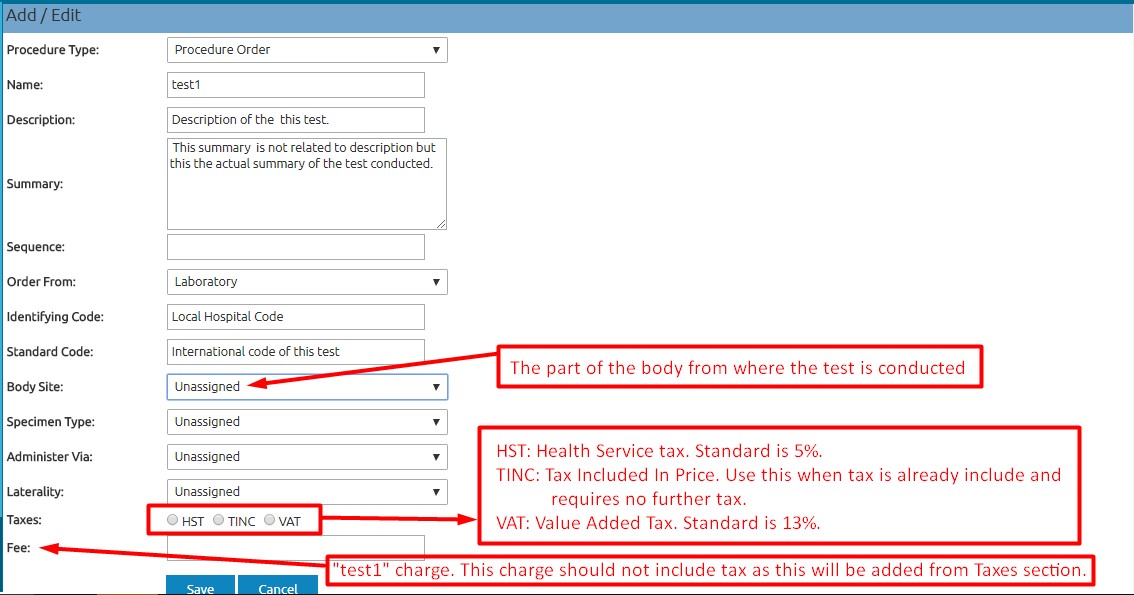 Add / Edit
Procedure Type: Procedure Order
Name: test1
Description: Description of the this test.
This summary is not related to description but
this the actual summary of the test conducted.
Summary:
Sequence:
Order From: Laboratory
Identifying Code: Local Hospital Code
Standard Code: International code of this test
The part of the body from where the test is conducted
Body Site: Unassigned
Specimen Type: Unassigned
HST: Health Service tax. Standard is 5%.
Administer Via: Unassigned
TINC: Tax Included In Price. Use this when tax is already include and
requires no further tax.
Laterality: Unassigned
Taxes: HST TINC VAT
VAT: Value Added Tax. Standard is 13%.
Fee:
"test1" charge. This charge should not include tax as this will be added from Taxes section.
Save Cancel